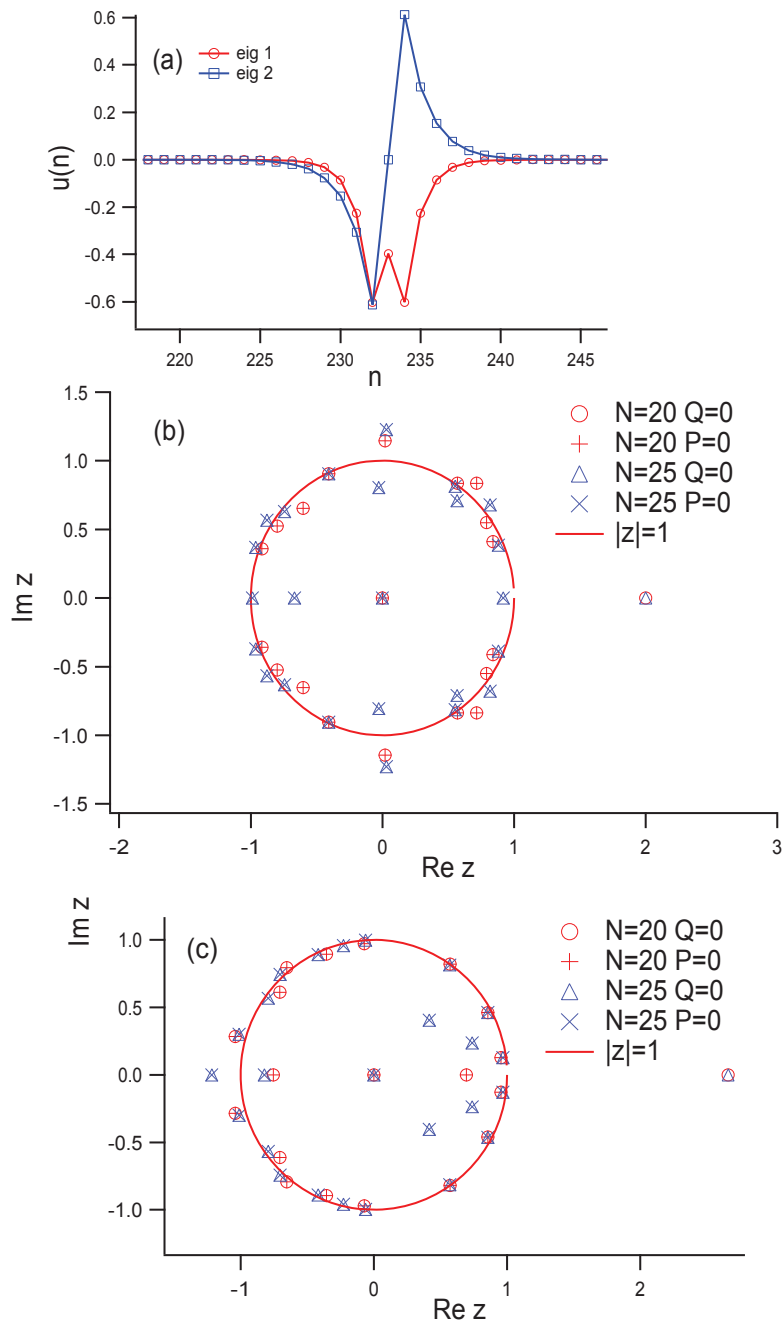 0.6
0.4
0.2
0.0
-0.2
-0.4
-0.6
u(n)
(a)
eig 1
eig 2
220
225
230
235
240
245
n
1.5
1.0
0.5
0.0
-0.5
-1.0
-1.5
Im z
(b)
N=20 Q=0
N=20 P=0
N=25 Q=0
N=25 P=0
|z|=1
-2
-1
0
1
2
3
Re z
Im z
1.0
0.5
0.0
-0.5
-1.0
(c)
N=20 Q=0
N=20 P=0
N=25 Q=0
N=25 P=0
|z|=1
-1
0
1
2
Re z